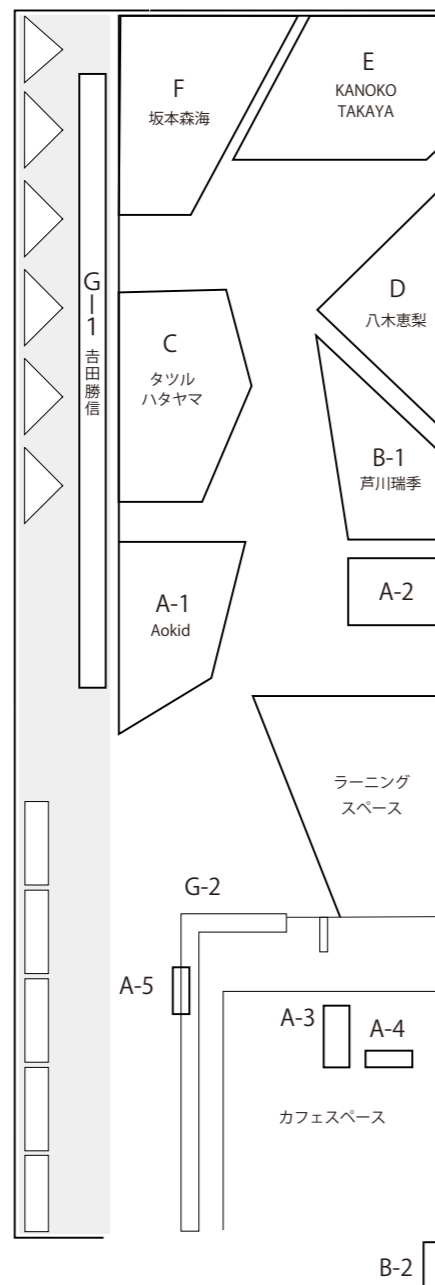 F
坂本森海
E
KANOKO
TAKAYA
G-1
吉田勝信
D
八木恵梨
C
タツル
ハタヤマ
B-1
芦川瑞季
A-1
Aokid
A-2
ラーニング
スペース
G-2
A-5
A-3
A-4
カフェスペース
B-2